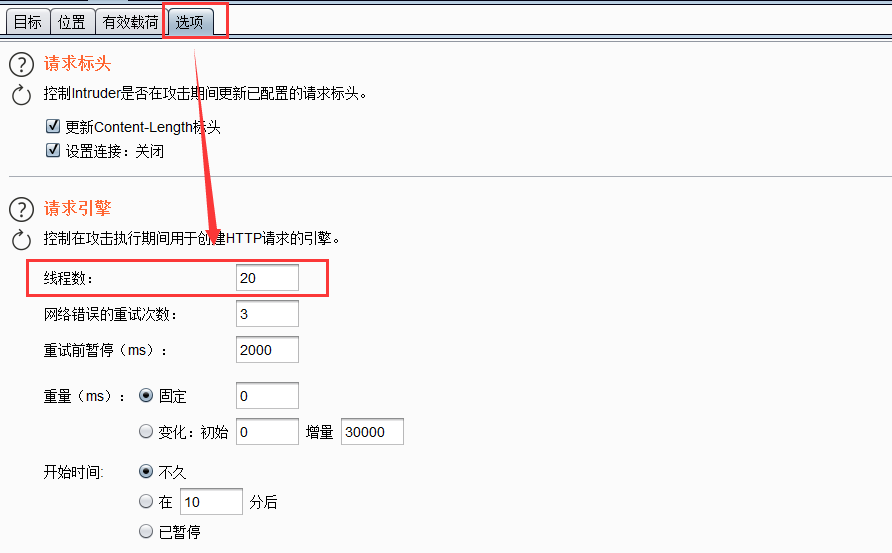 目标 位置 有效载荷 选项
? 请求标头
控制Intruder是否在攻击期间更新已配置的请求标头。
更新Content-Length标头
设置连接：关闭
? 请求引擎
控制在攻击执行期间用于创建HTTP请求的引擎。
线程数： 20
网络错误的重试次数： 3
重试前暂停（ms）： 2000
重量（ms）： 固定 0
变化：初始 0 增量 30000
开始时间: 不久
在 10 分后
已暂停